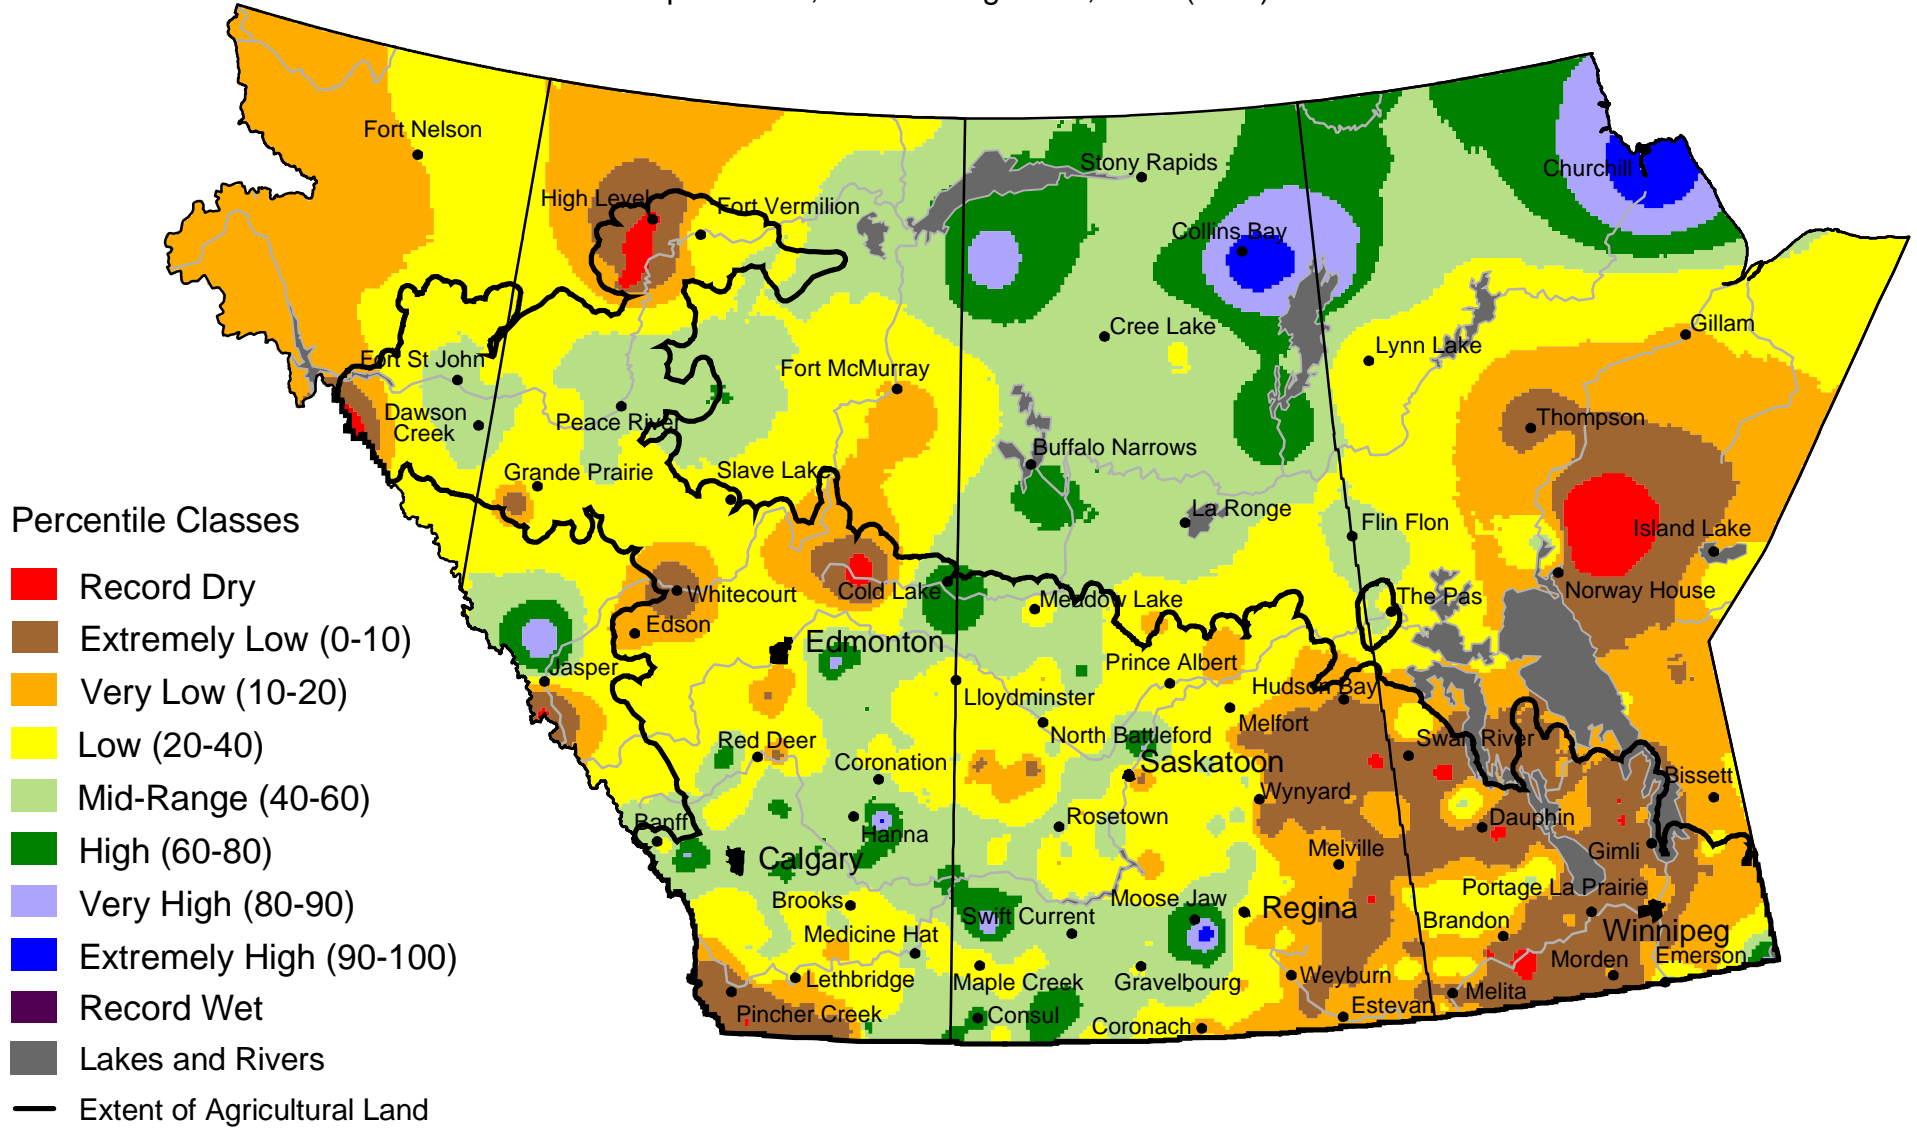 Fort Nelson
High Level
Fort Vermilion
Stony Rapids
Churchill
Collins Bay
Fort St John
Dawson
Creek
Peace River
Fort McMurray
Cree Lake
Lynn Lake
Gillam
Grande Prairie
Slave Lake
Buffalo Narrows
Thompson
La Ronge
Flin Flon
Island Lake
Whitecourt
Cold Lake
Meadow Lake
The Pas
Norway House
Edson
Edmonton
Jasper
Lloydminster
Prince Albert
Hudson Bay
Melfort
Red Deer
North Battleford
Swan River
Coronation
Saskatoon
Bissett
Wynyard
Banff
Hanna
Rosetown
Dauphin
Calgary
Melville
Gimli
Brooks
Moose Jaw
Portage La Prairie
Swift Current
Regina
Brandon
Medicine Hat
Winnipeg
Lethbridge
Maple Creek
Gravelbourg
Weyburn
Morden
Emerson
Pincher Creek
Consul
Coronach
Estevan
Melita
Percentile Classes
Record Dry
Extremely Low (0-10)
Very Low (10-20)
Low (20-40)
Mid-Range (40-60)
High (60-80)
Very High (80-90)
Extremely High (90-100)
Record Wet
Lakes and Rivers
Extent of Agricultural Land